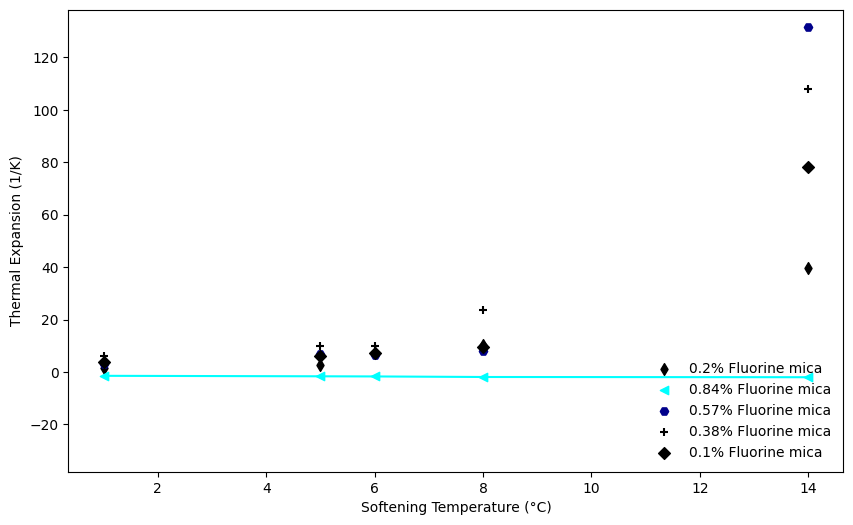 120
100
80
60
40
20
0
−20
Thermal Expansion (1/K)
2
4
6
8
10
12
14
Softening Temperature (°C)
0.2% Fluorine mica
0.84% Fluorine mica
0.57% Fluorine mica
0.38% Fluorine mica
0.1% Fluorine mica